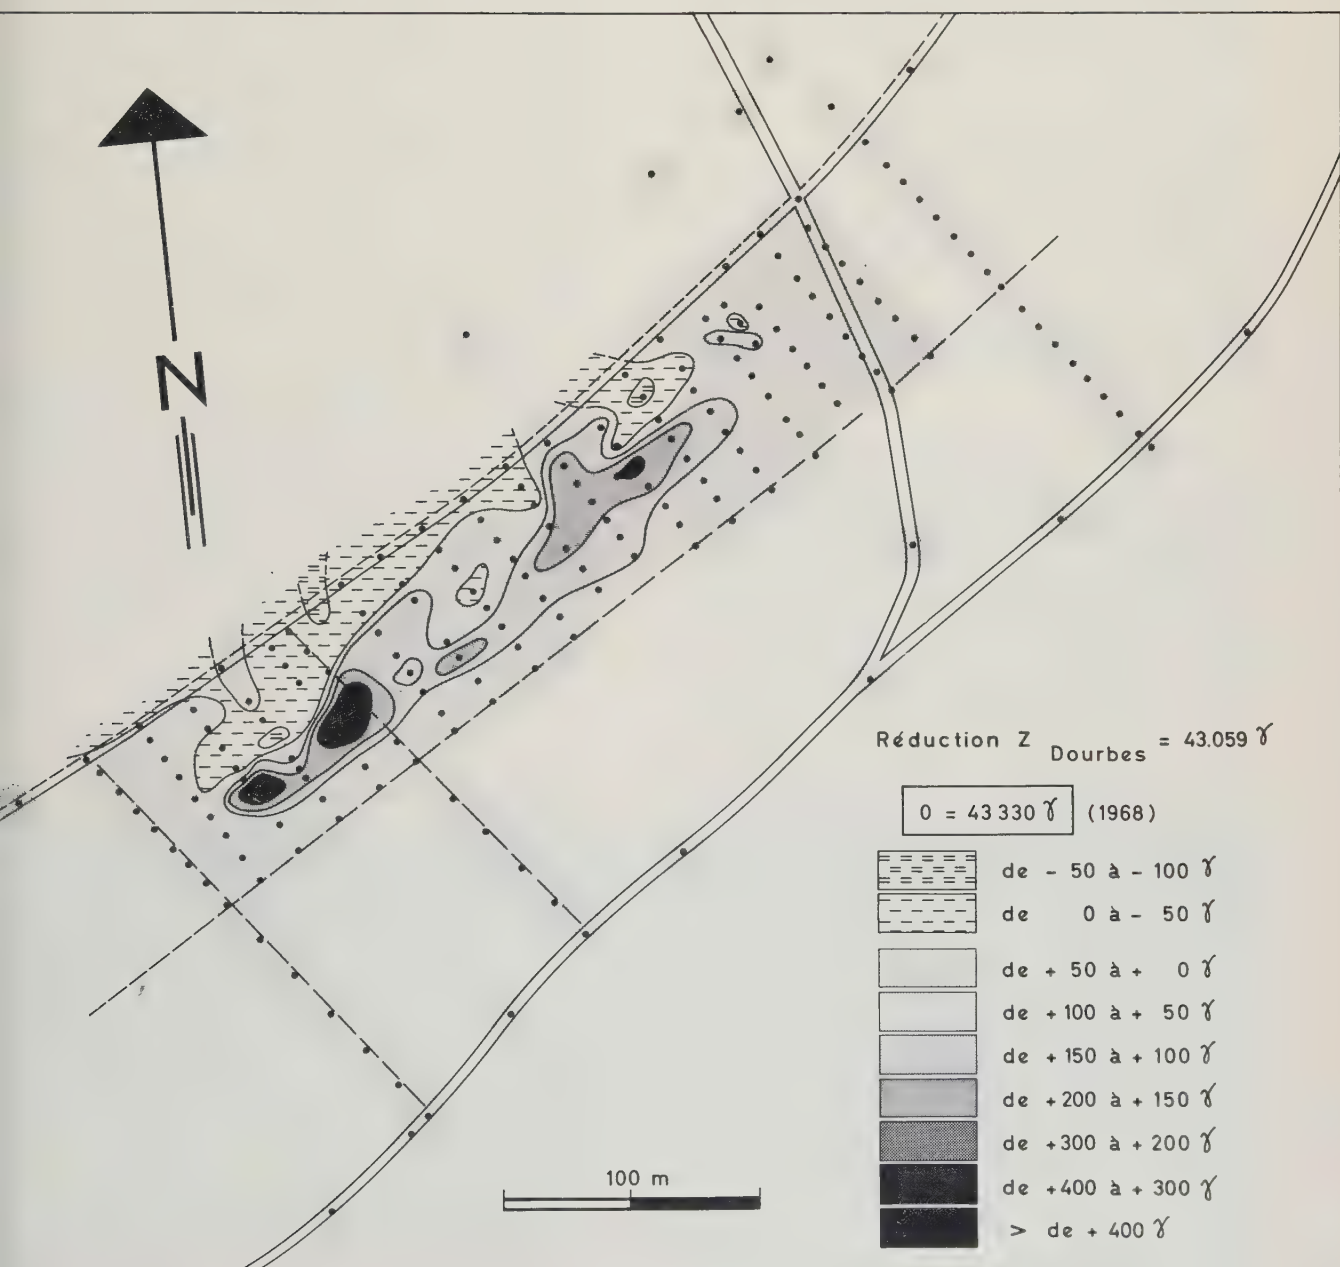 N
Réduction Z Dourbes = 43.059 γ
0 = 43 330 γ (1968)
de - 50 à - 100 γ
de 0 à - 50 γ
de + 50 à + 0 γ
de + 100 à + 50 γ
de + 150 à + 100 γ
de + 200 à + 150 γ
de + 300 à + 200 γ
de + 400 à + 300 γ
> de + 400 γ
100 m